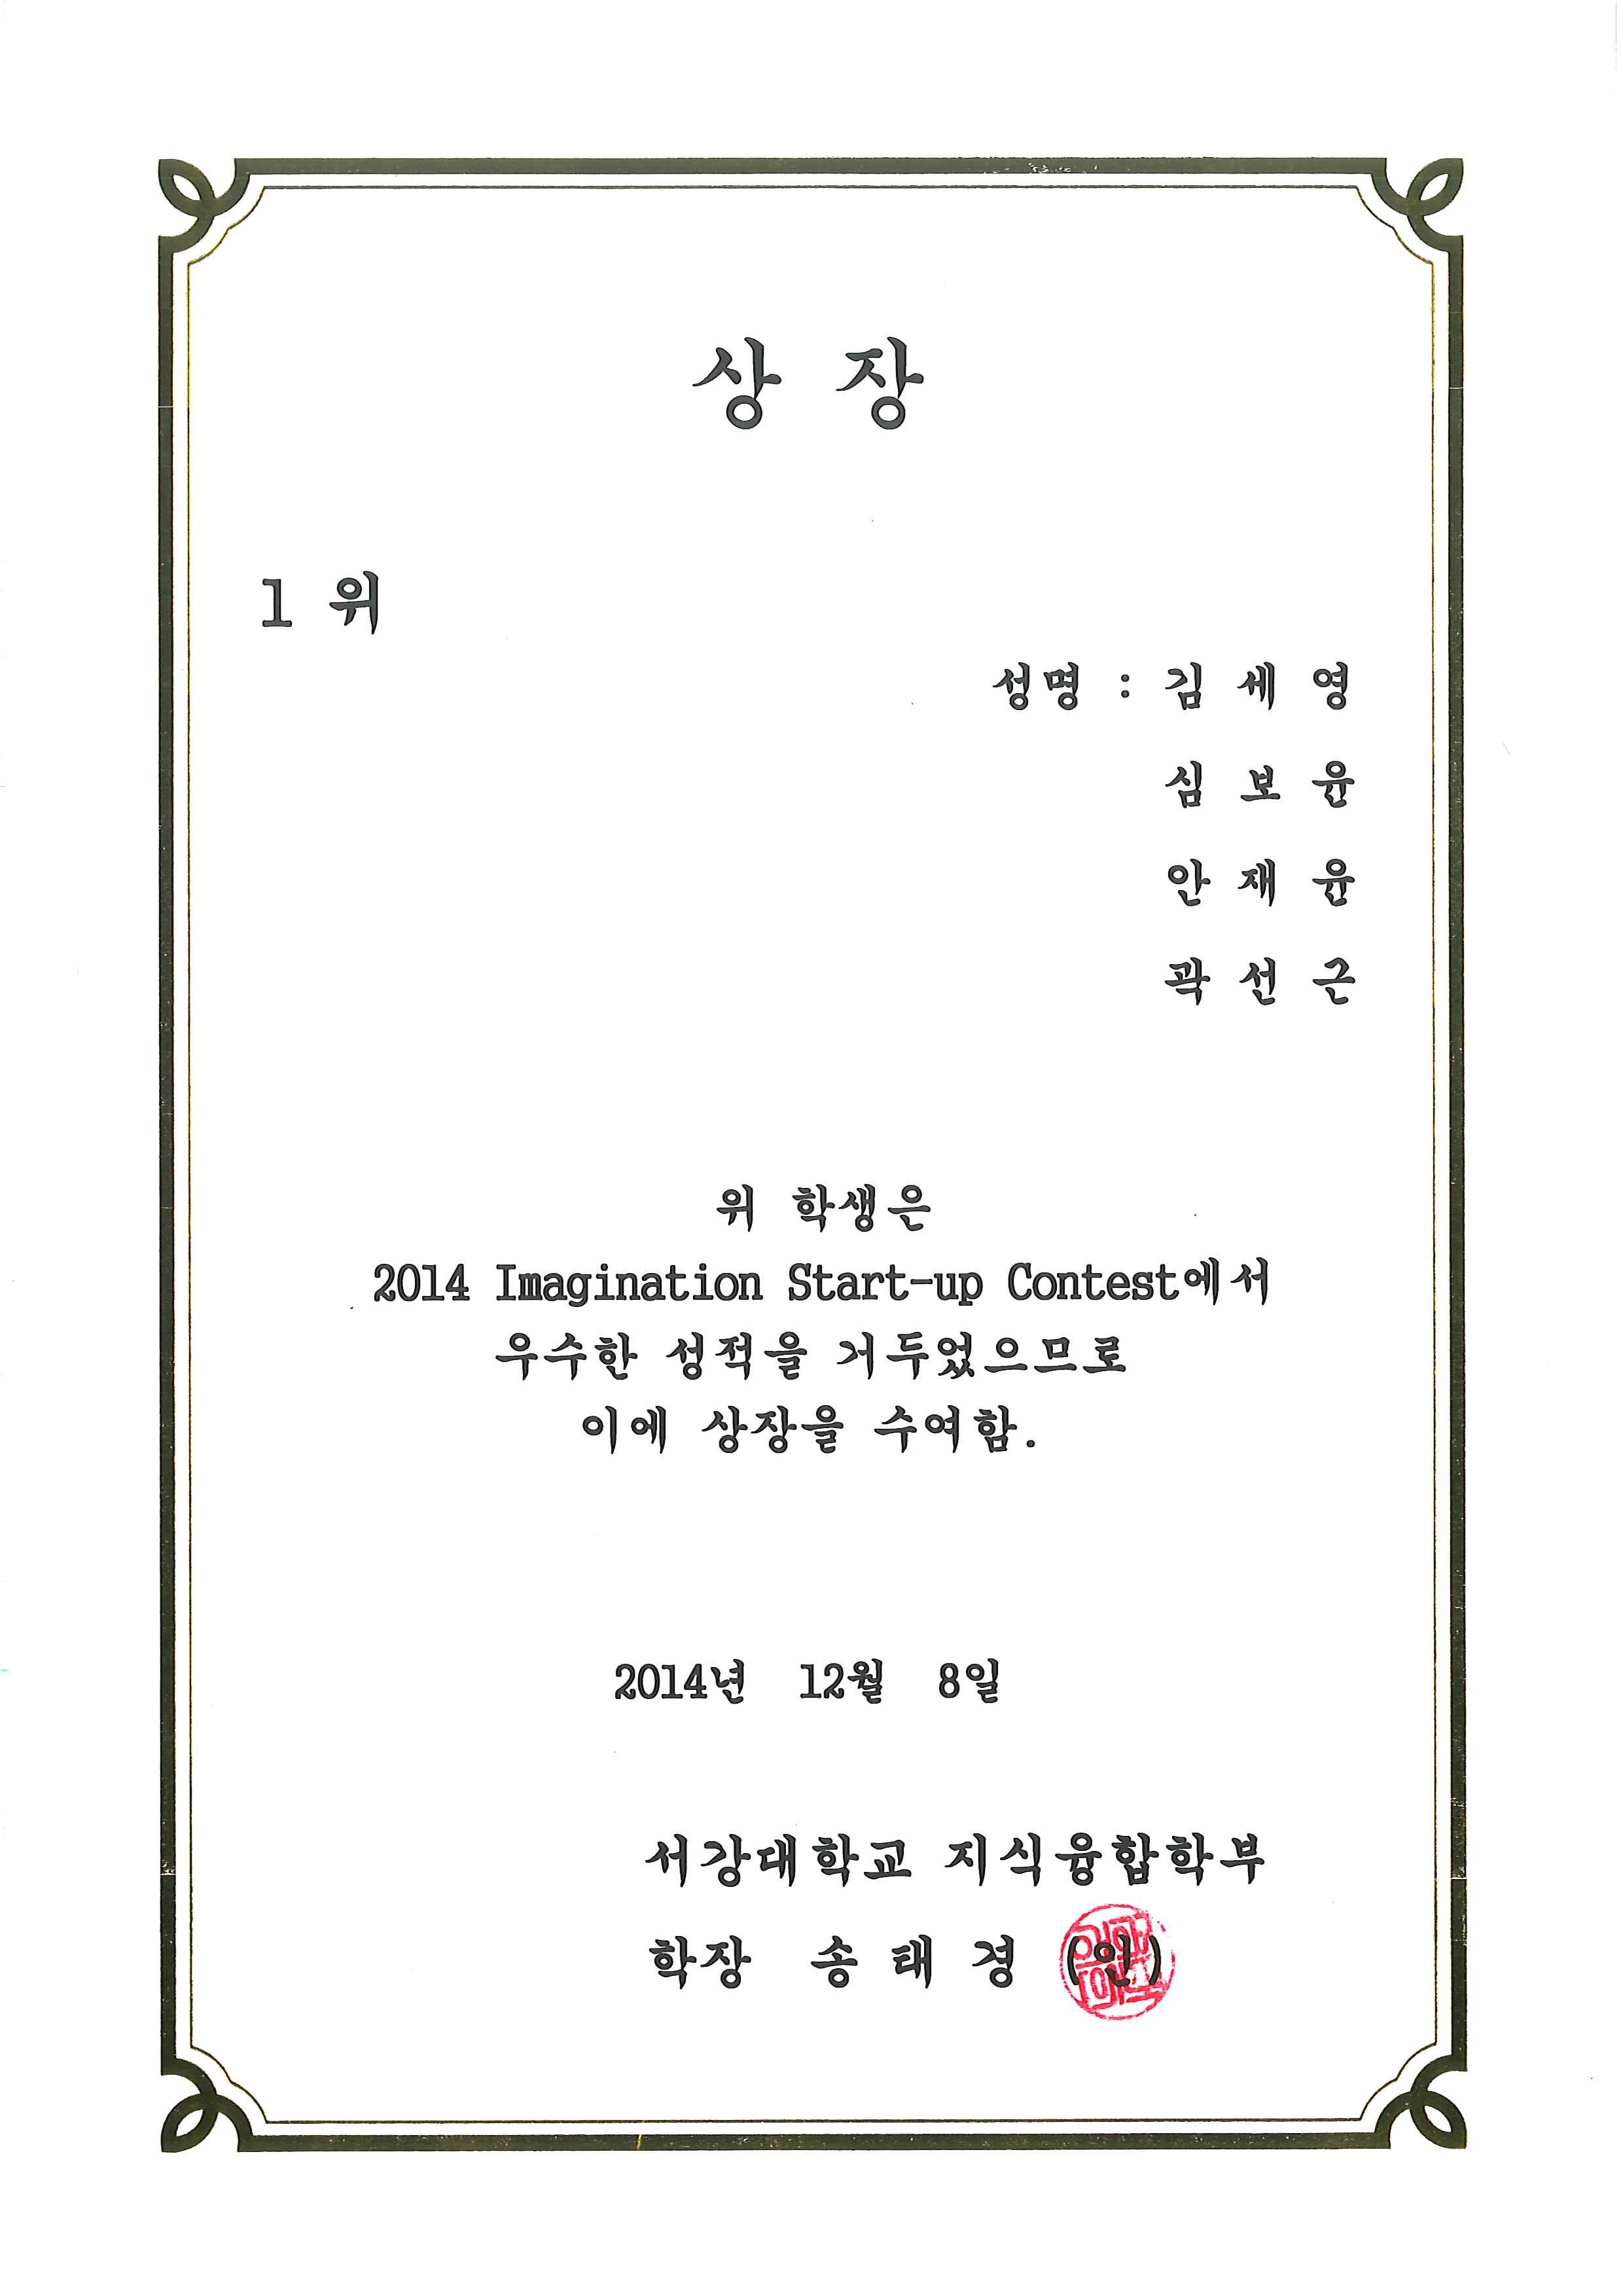 상 장
1 위
성명 : 김 세 영
심 보 윤
안 재 윤
곽 선 근
위 학생은
2014 Imagination Start-up Contest에서
우수한 성적을 거두었으므로
이에 상장을 수여함.
2014년 12월 8일
서강대학교 지식융합학부
학장 송 태 경 (인)